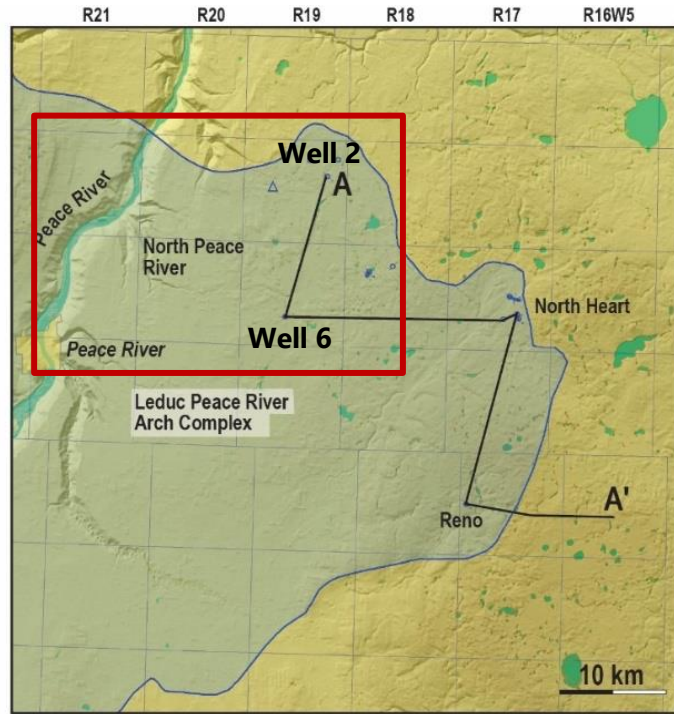 R21 R20 R19 R18 R17 R16W5
Well 2
A
Peace River
North Peace
River
North Heart
Well 6
Peace River
Leduc Peace River
Arch Complex
A'
Reno
10 km